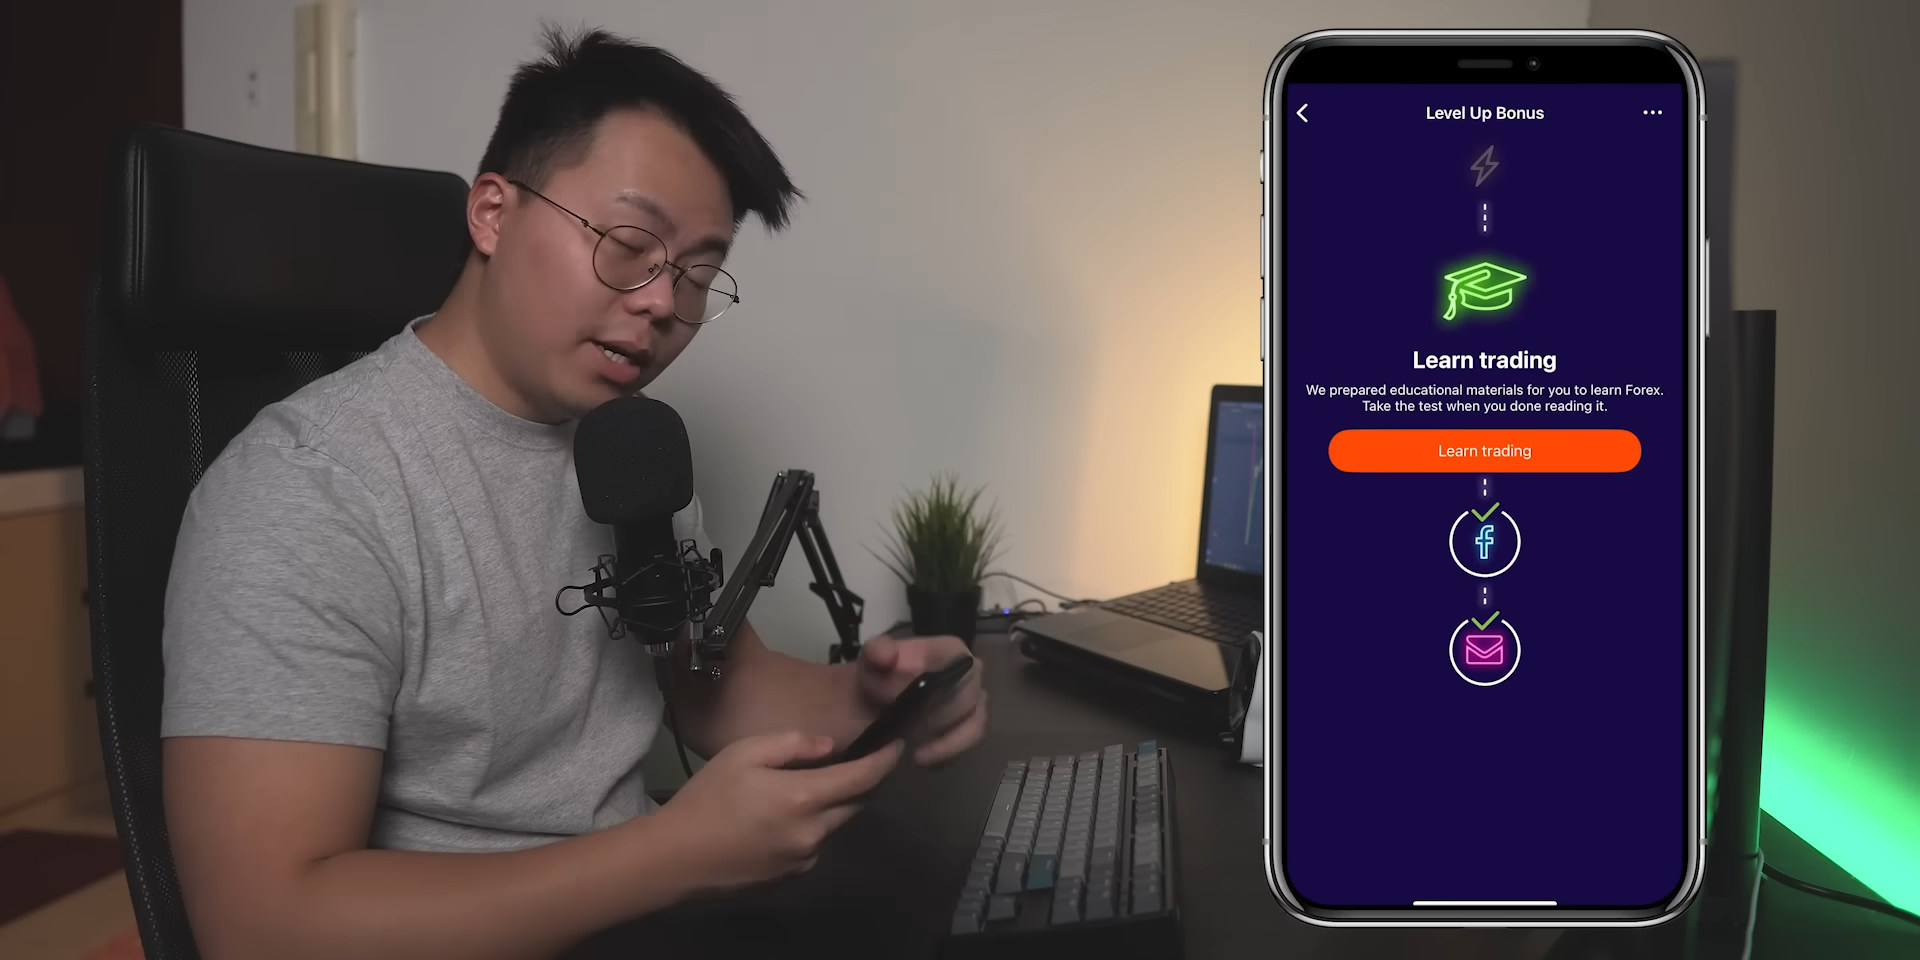 Level Up Bonus
Learn trading
We prepared educational materials for you to learn Forex.
Take the test when you done reading it.
Learn trading